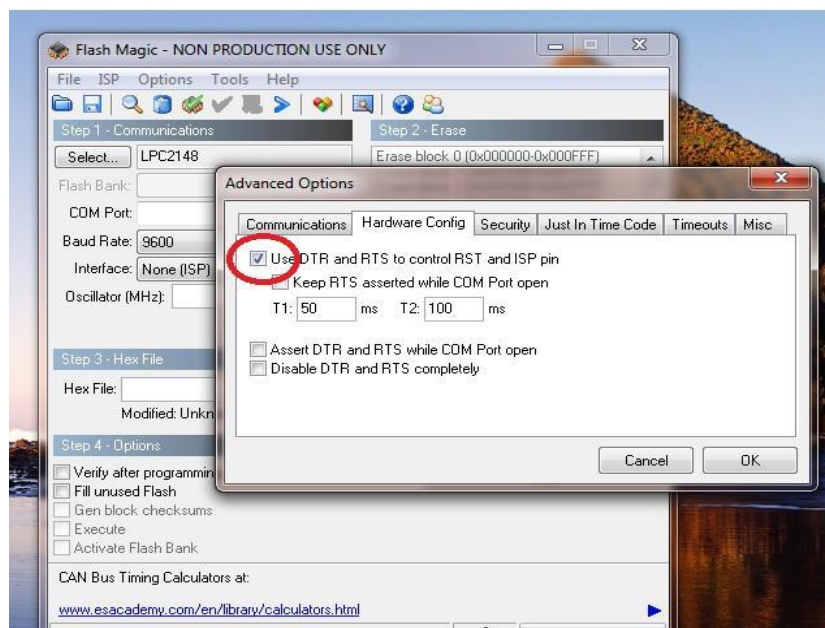 Flash Magic - NON PRODUCTION USE ONLY
File ISP Options Tools Help
Step 1 - Communications
Step 2 - Erase
Select... LPC2148
Erase block 0 (0x000000-0x000FFF)
Flash Bank:
COM Port:
Baud Rate: 9600
Interface: None (ISP)
Oscillator (MHz):
Advanced Options
Communications Hardware Config Security Just In Time Code Timeouts Misc
Use DTR and RTS to control RST and ISP pin
Keep RTS asserted while COM Port open
T1: 50 ms T2: 100 ms
Assert DTR and RTS while COM Port open
Disable DTR and RTS completely
Cancel OK
Step 3 - Hex File
Hex File:
Modified: Unkn
Step 4 - Options
Verify after programmin
Fill unused Flash
Gen block checksums
Execute
Activate Flash Bank
CAN Bus Timing Calculators at:
www.esacademy.com/en/library/calculators.html